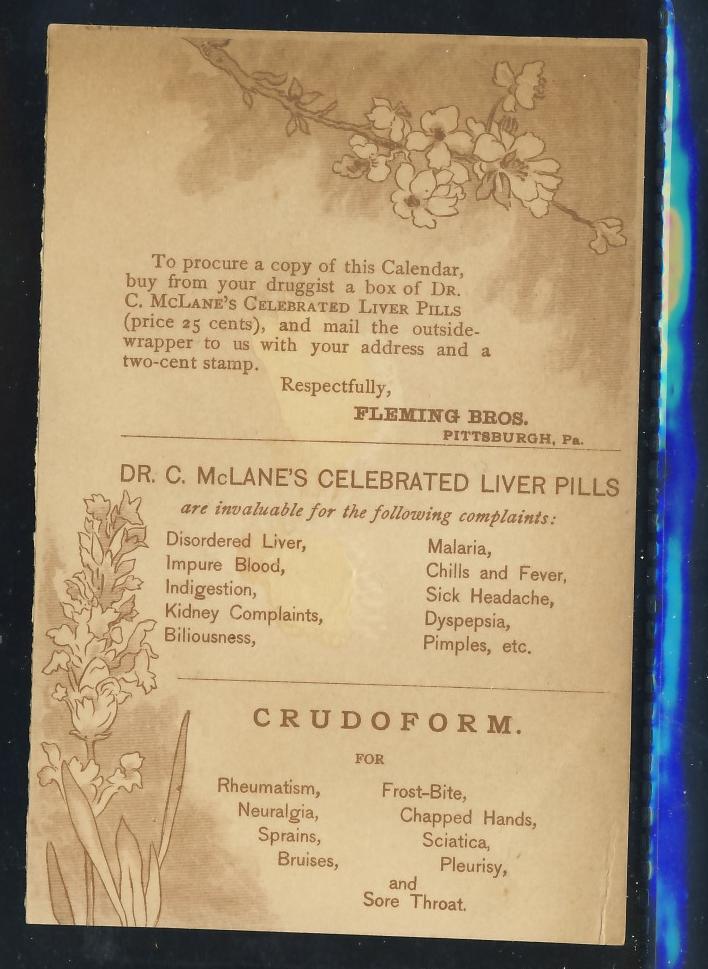 To procure a copy of this Calendar,
buy from your druggist a box of DR.
C. MCLANE'S CELEBRATED LIVER PILLS
(price 25 cents), and mail the outside-
wrapper to us with your address and a
two-cent stamp.
Respectfully,
FLEMING BROS.
PITTSBURGH, Pa.
DR. C. McLANE'S CELEBRATED LIVER PILLS
are invaluable for the following complaints:
Disordered Liver,
Impure Blood,
Indigestion,
Kidney Complaints,
Biliousness,
Malaria,
Chills and Fever,
Sick Headache,
Dyspepsia,
Pimples, etc.
CRUDOFORM.
FOR
Rheumatism,
Neuralgia,
Sprains,
Bruises,
Frost-Bite,
Chapped Hands,
Sciatica,
Pleurisy,
and
Sore Throat.